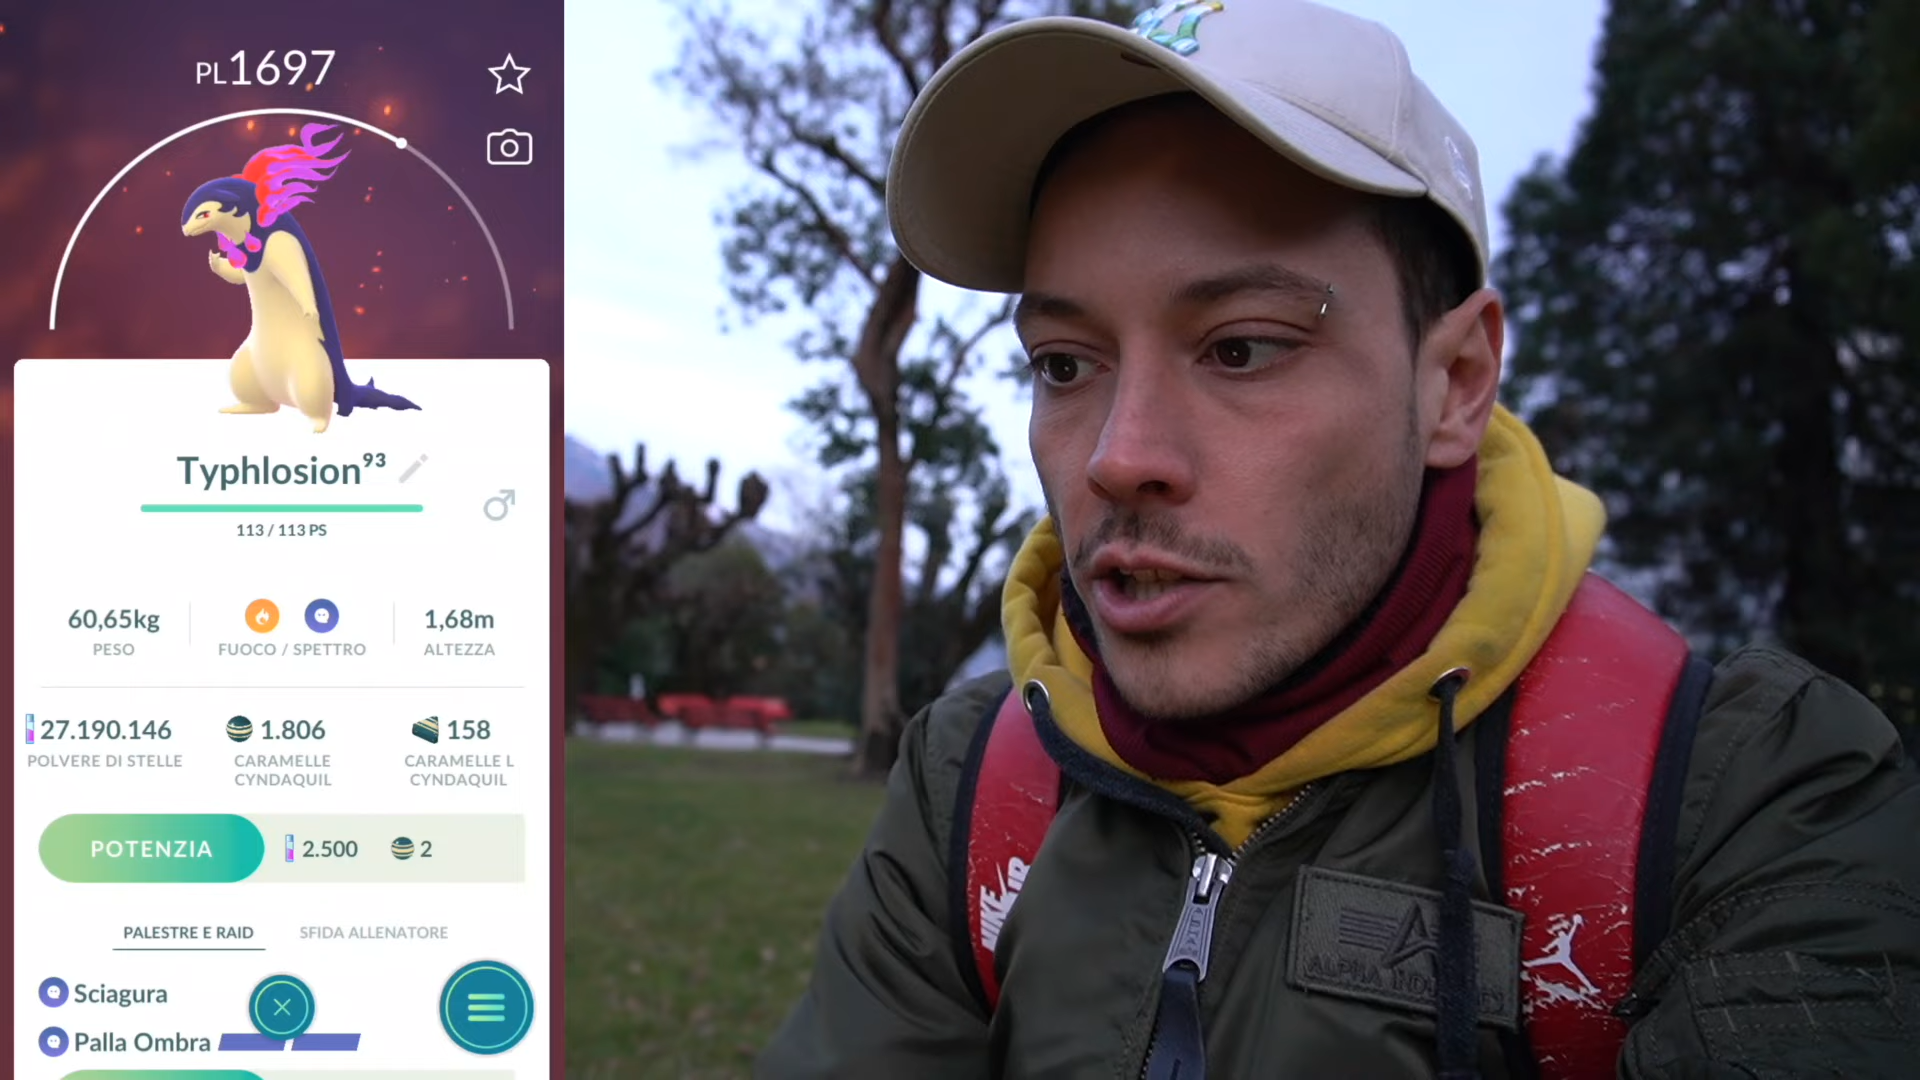 PL1697
Typhlosion93
113 / 113 PS
60,65kg
PESO
FUOCO / SPETTRO
1,68m
ALTEZZA
27.190.146
POLVERE DI STELLE
1.806
CARAMELLE
CYNDAQUIL
158
CARAMELLE L
CYNDAQUIL
POTENZIA
2.500
2
PALESTRE E RAID
SFIDA ALLENATORE
Sciagura
Palla Ombra
NIKE
AIR
ALPHA